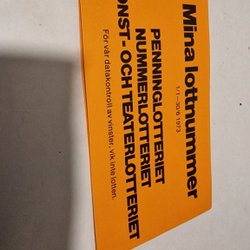 Mina lottnummer
1/1–30/6 1973
PENNINGLOTTERIET
NUMMERLOTTERIET
ONST- OCH TEATERLOTTERIET
För vår datakontroll av vinster, vik inte lotten.